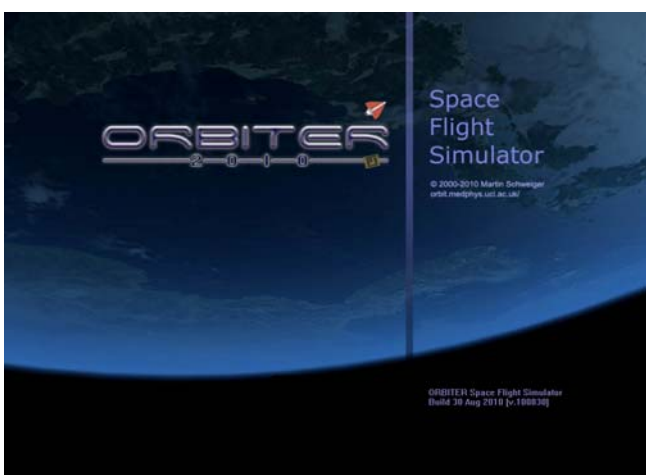 ORBITER
2010
Space
Flight
Simulator
© 2000-2010 Martin Schweiger
orbit.medphys.ucl.ac.uk/
ORBITER Space Flight Simulator
Build 30 Aug 2010 [v.100830]